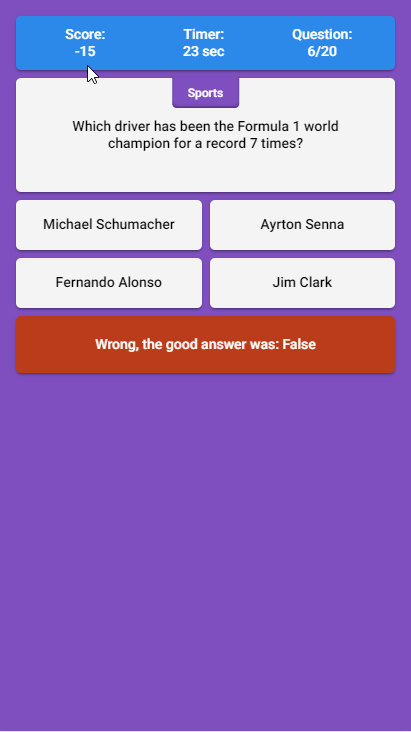 Score:
-15
Timer:
23 sec
Question:
6/20
Sports
Which driver has been the Formula 1 world
champion for a record 7 times?
Michael Schumacher
Ayrton Senna
Fernando Alonso
Jim Clark
Wrong, the good answer was: False